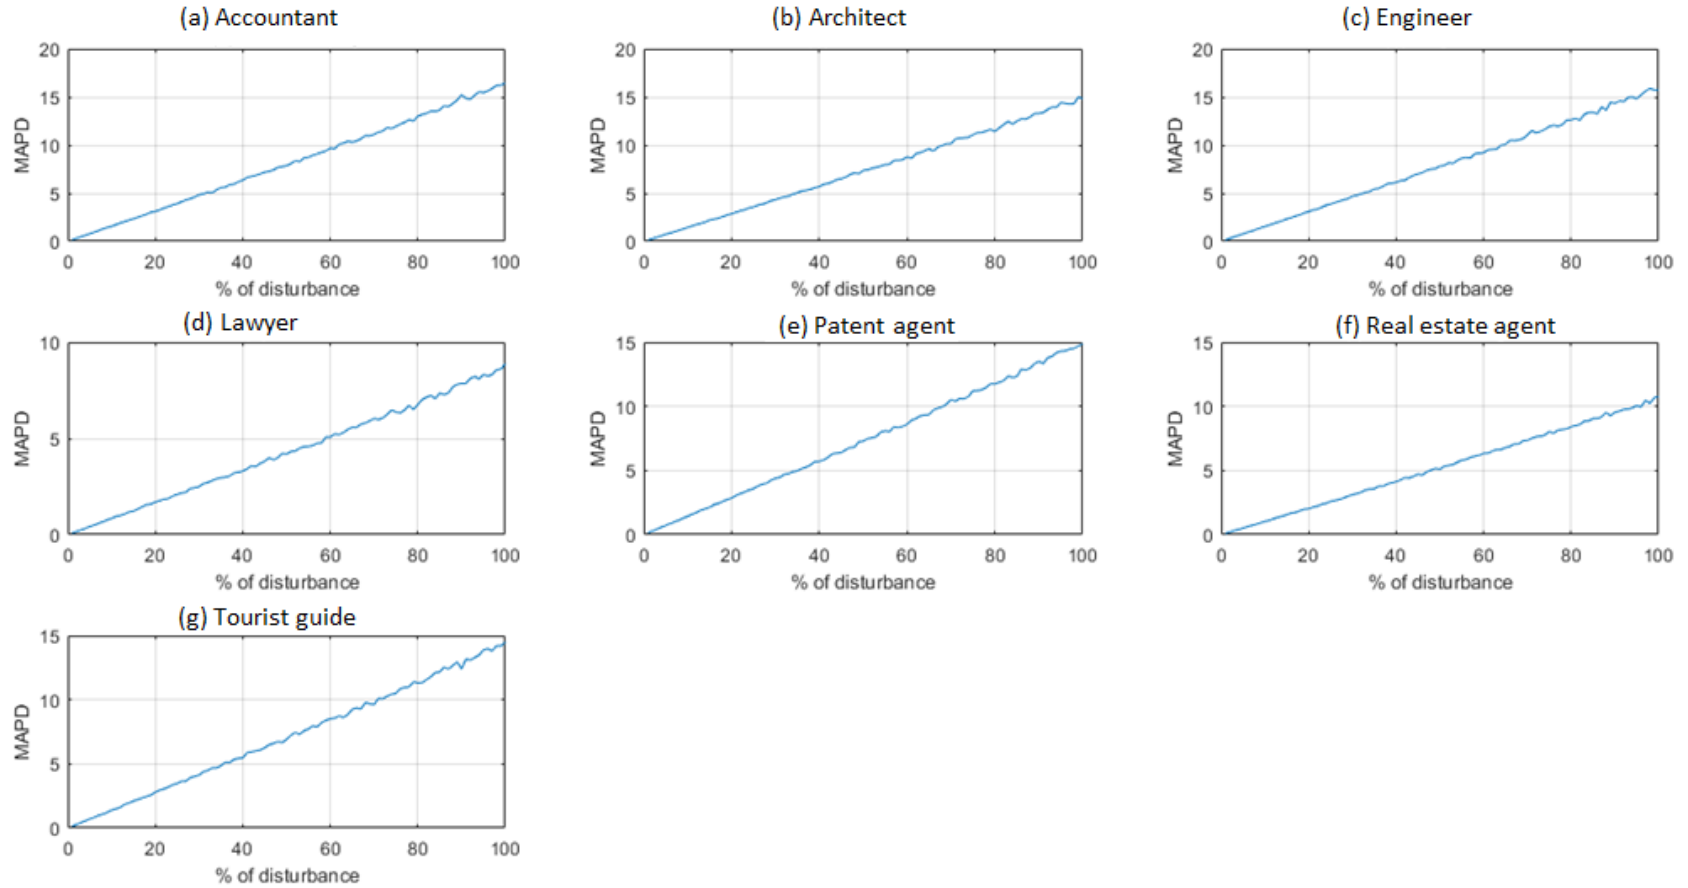 (a) Accountant
(b) Architect
(c) Engineer
20
15
10
5
0
MAPD
0 20 40 60 80 100
% of disturbance
20
15
10
5
0
MAPD
0 20 40 60 80 100
% of disturbance
20
15
10
5
0
MAPD
0 20 40 60 80 100
% of disturbance
(d) Lawyer
(e) Patent agent
(f) Real estate agent
10
5
0
MAPD
0 20 40 60 80 100
% of disturbance
15
10
5
0
MAPD
0 20 40 60 80 100
% of disturbance
15
10
5
0
MAPD
0 20 40 60 80 100
% of disturbance
(g) Tourist guide
15
10
5
0
MAPD
0 20 40 60 80 100
% of disturbance